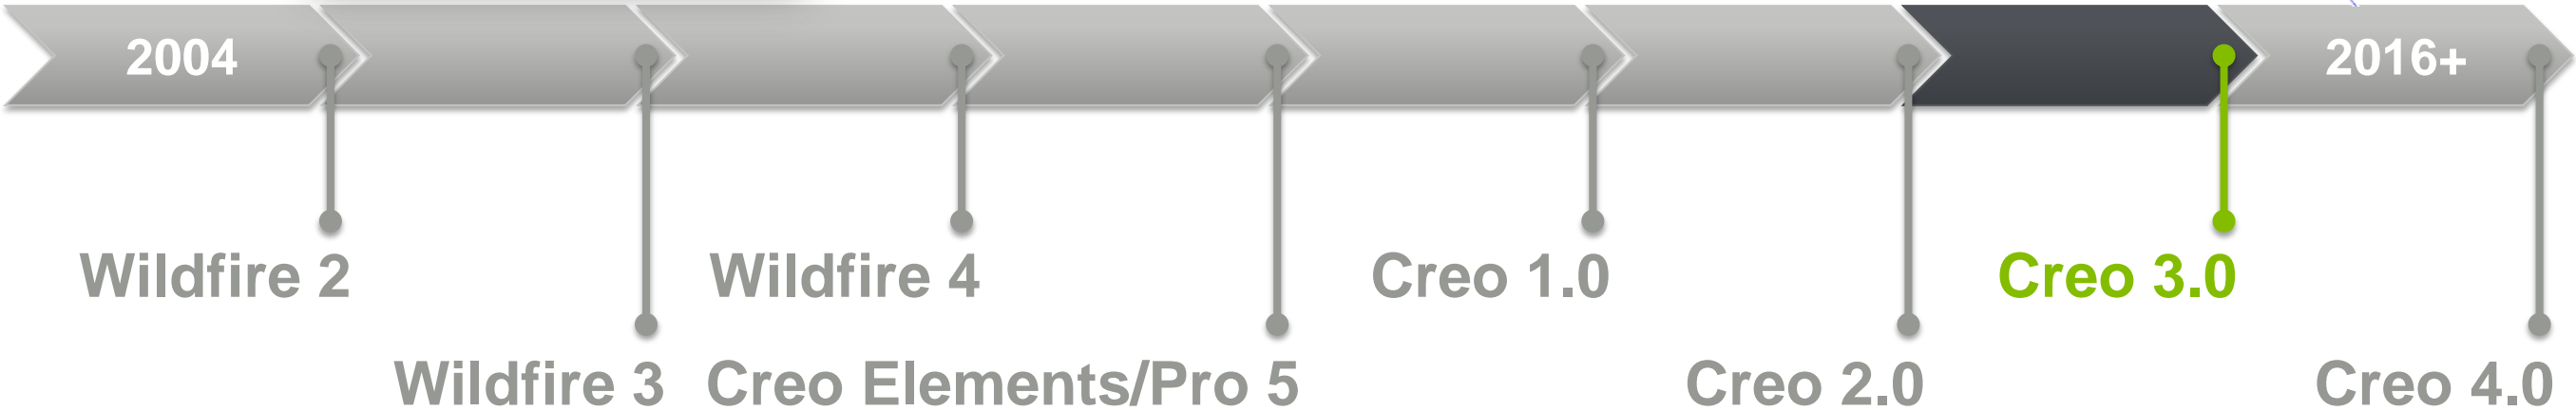 2004
2016+
Wildfire 2
Wildfire 4
Creo 1.0
Creo 3.0
Wildfire 3
Creo Elements/Pro 5
Creo 2.0
Creo 4.0